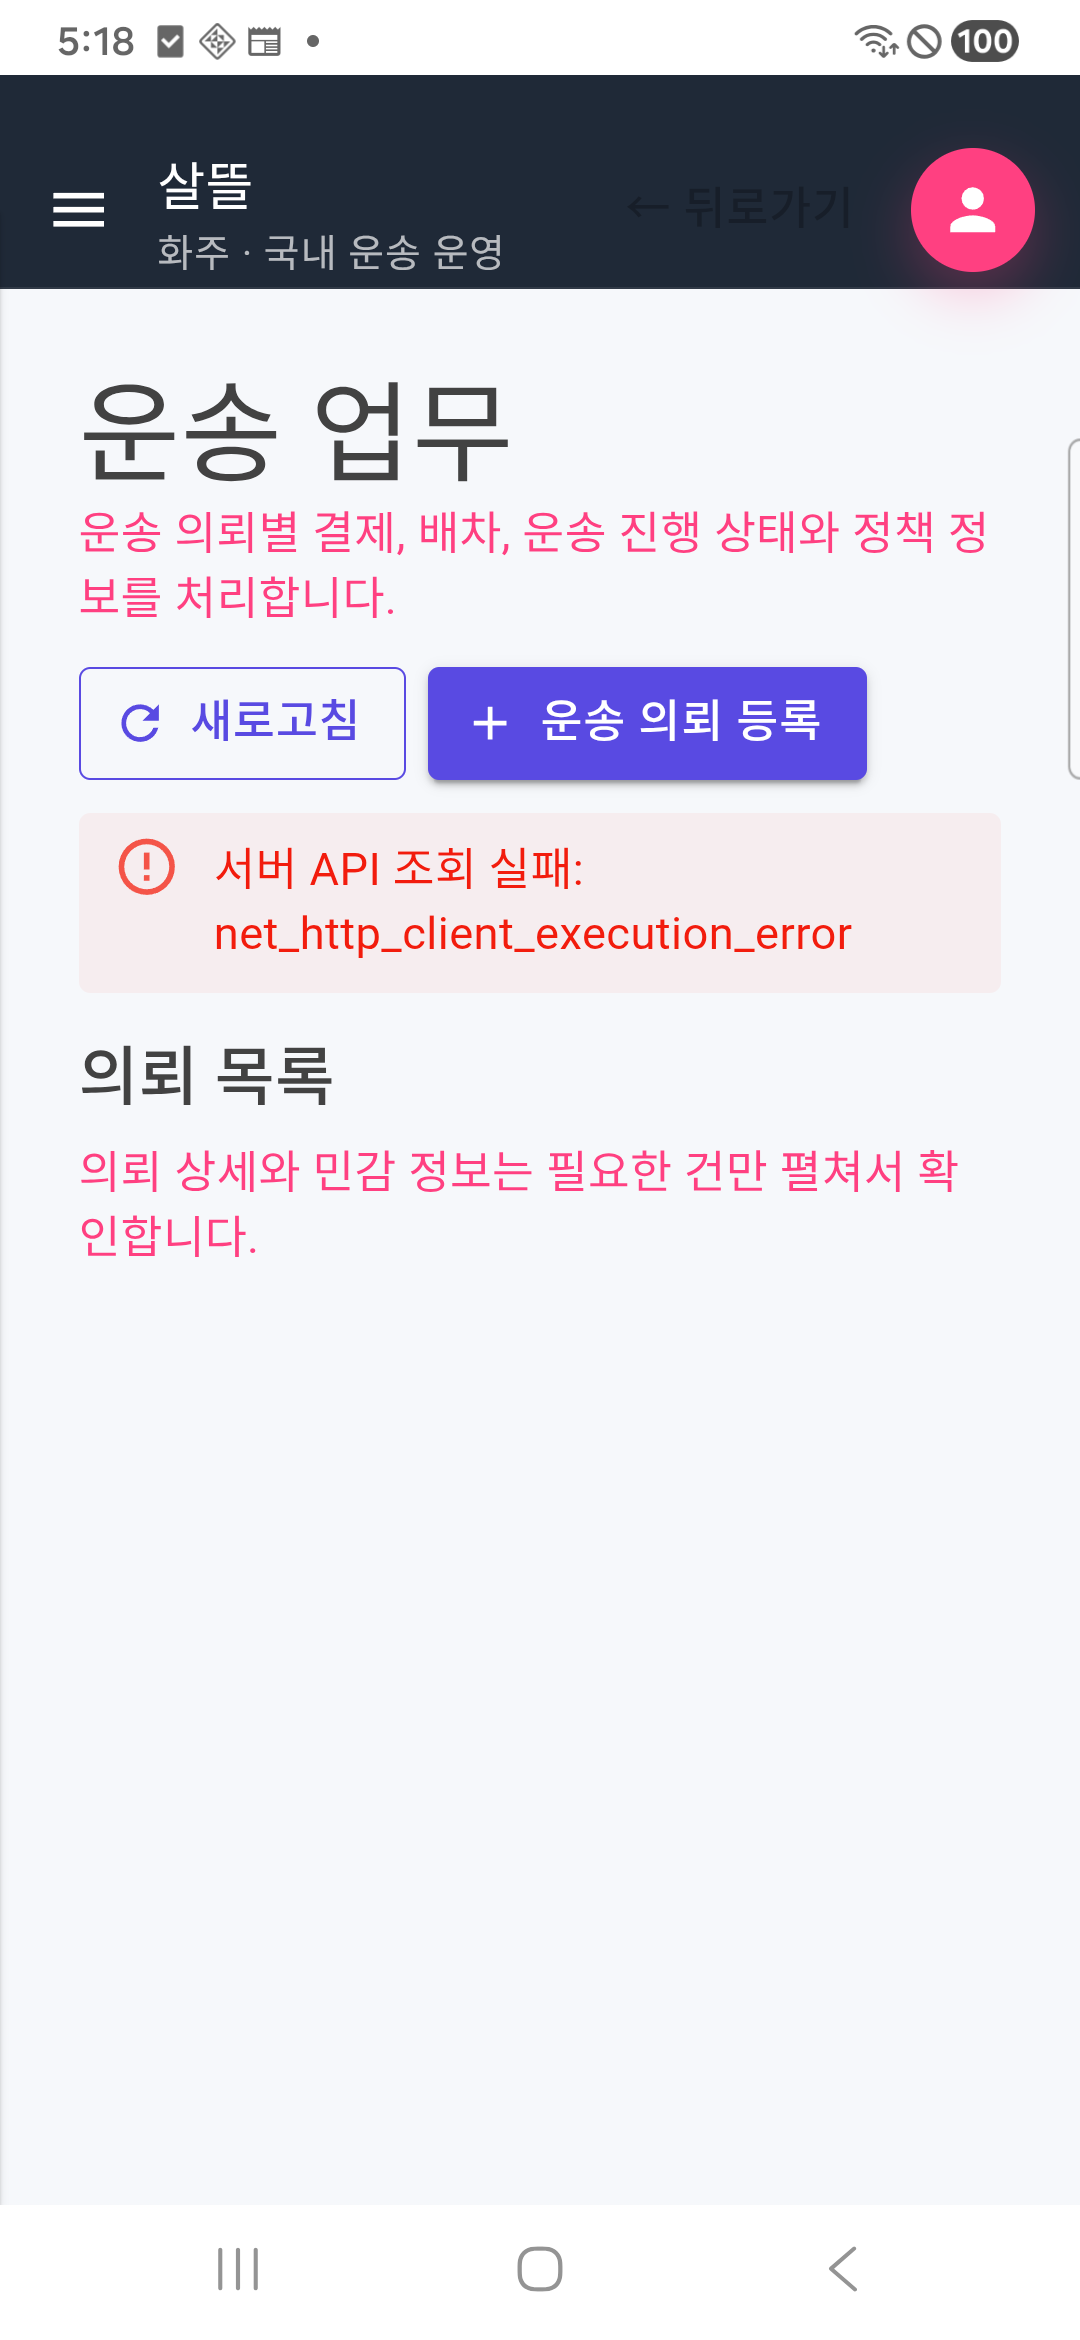 5:18
100
살뜰
화주 · 국내 운송 운영
← 뒤로가기
운송 업무
운송 의뢰별 결제, 배차, 운송 진행 상태와 정책 정
보를 처리합니다.
새로고침
+ 운송 의뢰 등록
서버 API 조회 실패:
net_http_client_execution_error
의뢰 목록
의뢰 상세와 민감 정보는 필요한 건만 펼쳐서 확
인합니다.